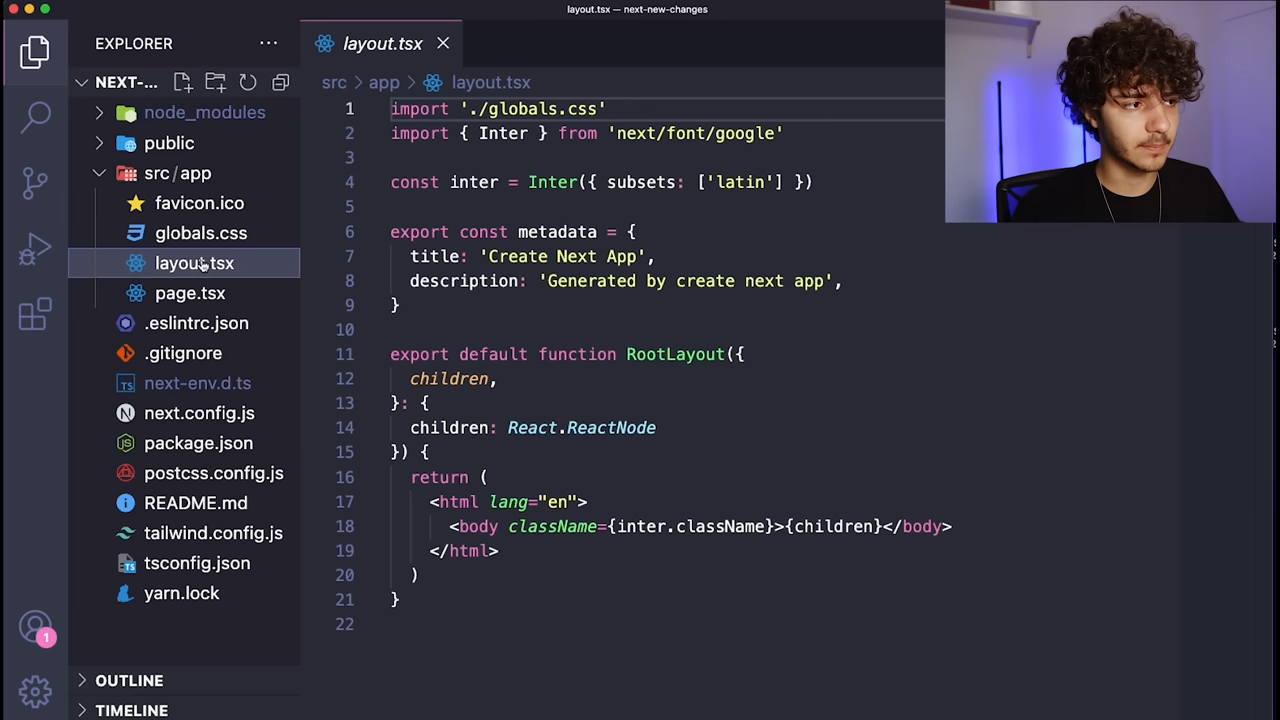 layout.tsx — next-new-changes
EXPLORER
NEXT-...
node_modules
public
src/app
favicon.ico
globals.css
layout.tsx
page.tsx
.eslintrc.json
.gitignore
TS next-env.d.ts
N next.config.js
package.json
postcss.config.js
README.md
tailwind.config.js
TS tsconfig.json
yarn.lock
OUTLINE
TIMELINE
1
layout.tsx
src > app > layout.tsx
1 import './globals.css'
2 import { Inter } from 'next/font/google'
3
4 const inter = Inter({ subsets: ['latin'] })
5
6 export const metadata = {
7 title: 'Create Next App',
8 description: 'Generated by create next app',
9 }
10
11 export default function RootLayout({
12 children,
13 }: {
14 children: React.ReactNode
15 }) {
16 return (
17 <html lang="en">
18 <body className={inter.className}>{children}</body>
19 </html>
20 )
21 }
22